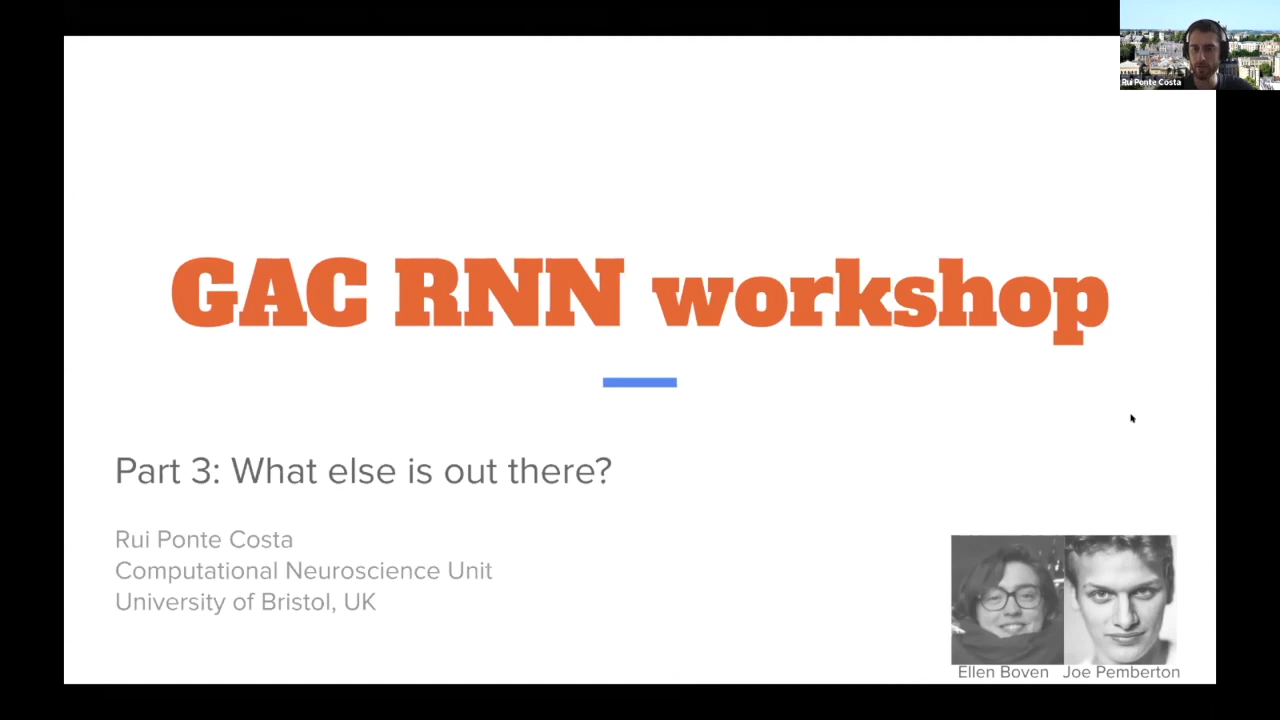 Rui Ponte Costa
GAC RNN workshop
Part 3: What else is out there?
Rui Ponte Costa
Computational Neuroscience Unit
University of Bristol, UK
Ellen Boven Joe Pemberton